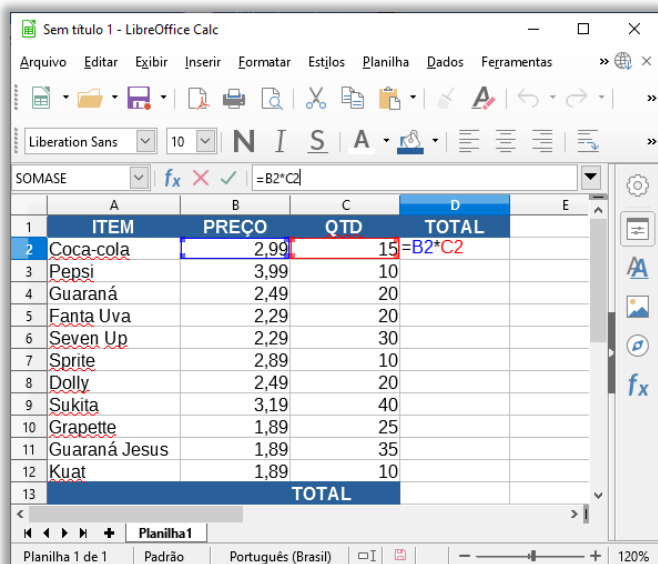 Sem título 1 - LibreOffice Calc
Arquivo Editar Exibir Inserir Formatar Estilos Planilha Dados Ferramentas »
Liberation Sans 10 N I S A »
SOMASE fx =B2*C2
A B C D E
1 ITEM PREÇO QTD TOTAL
2 Coca-cola 2,99 15 =B2*C2
3 Pepsi 3,99 10
4 Guaraná 2,49 20
5 Fanta Uva 2,29 20
6 Seven Up 2,29 30
7 Sprite 2,89 10
8 Dolly 2,49 20
9 Sukita 3,19 40
10 Grapette 1,89 25
11 Guaraná Jesus 1,89 35
12 Kuat 1,89 10
13 TOTAL
Planilha1
Planilha 1 de 1 Padrão Português (Brasil) 120%